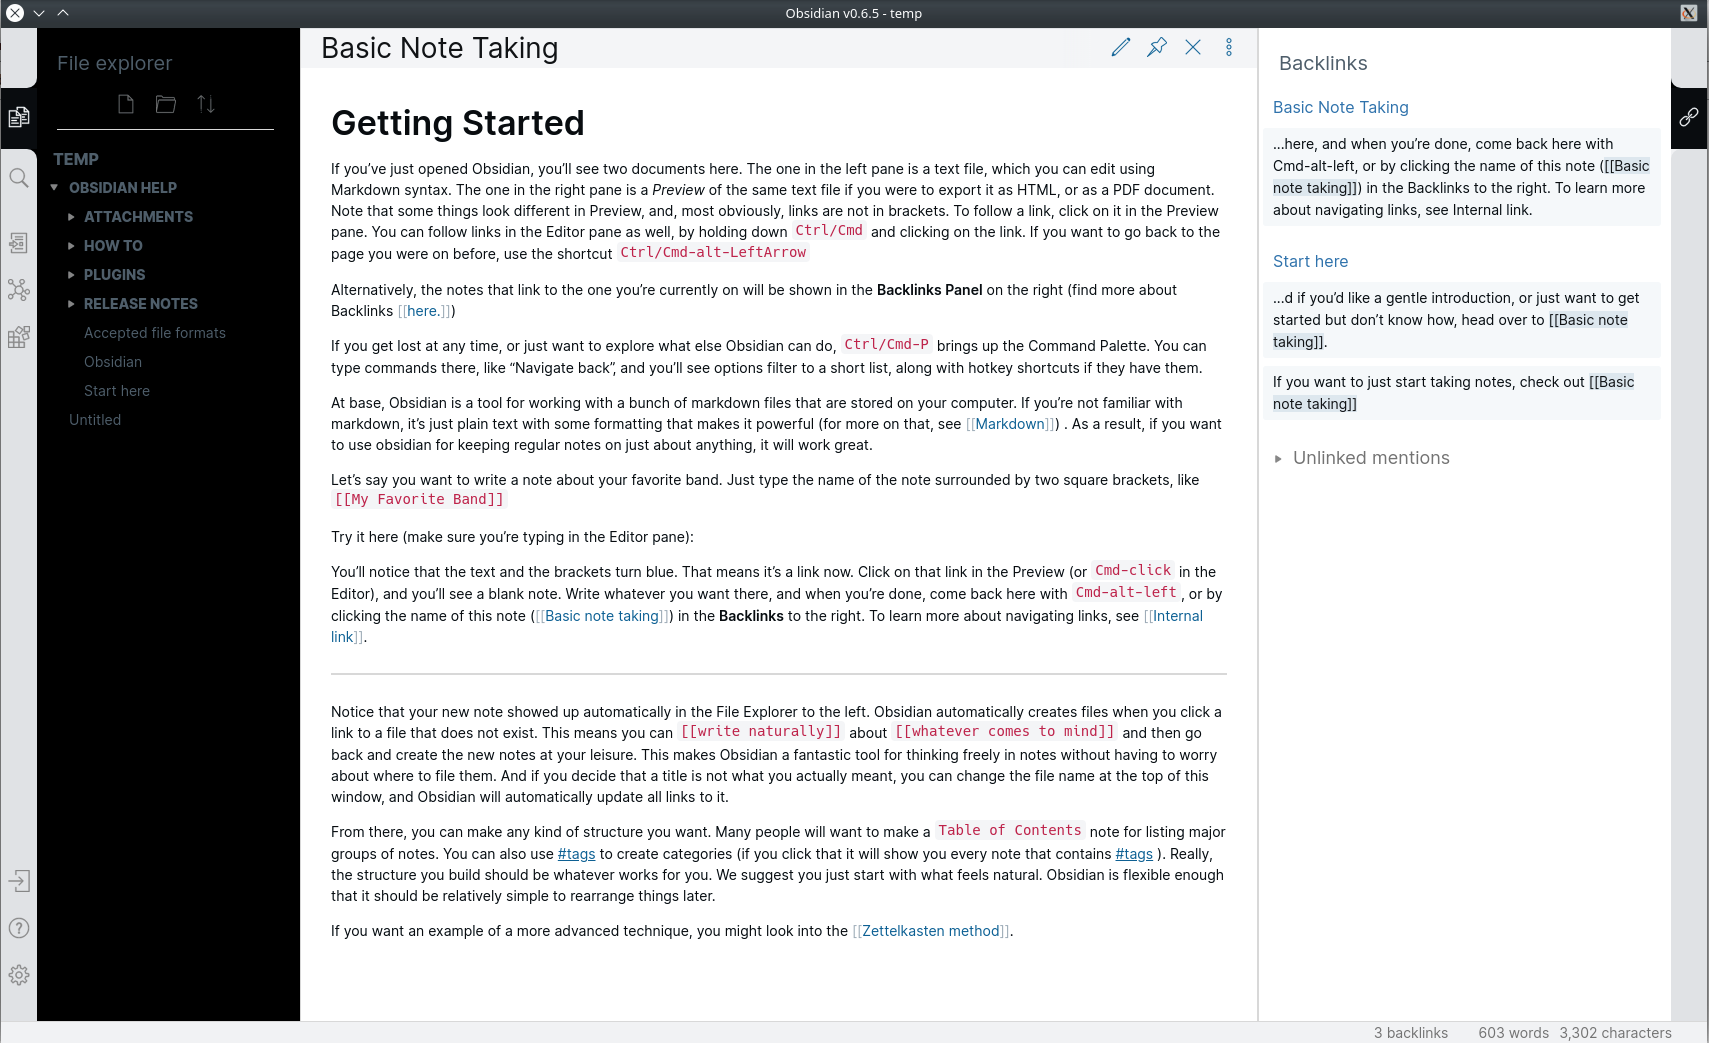 Obsidian v0.6.5 - temp
File explorer
TEMP
OBSIDIAN HELP
ATTACHMENTS
HOW TO
PLUGINS
RELEASE NOTES
Accepted file formats
Obsidian
Start here
Untitled
Basic Note Taking
Getting Started
If you’ve just opened Obsidian, you’ll see two documents here. The one in the left pane is a text file, which you can edit using
Markdown syntax. The one in the right pane is a Preview of the same text file if you were to export it as HTML, or as a PDF document.
Note that some things look different in Preview, and, most obviously, links are not in brackets. To follow a link, click on it in the Preview
pane. You can follow links in the Editor pane as well, by holding down Ctrl/Cmd and clicking on the link. If you want to go back to the
page you were on before, use the shortcut Ctrl/Cmd-alt-LeftArrow
Alternatively, the notes that link to the one you’re currently on will be shown in the Backlinks Panel on the right (find more about
Backlinks [[here.]])
If you get lost at any time, or just want to explore what else Obsidian can do, Ctrl/Cmd-P brings up the Command Palette. You can
type commands there, like “Navigate back”, and you’ll see options filter to a short list, along with hotkey shortcuts if they have them.
At base, Obsidian is a tool for working with a bunch of markdown files that are stored on your computer. If you’re not familiar with
markdown, it’s just plain text with some formatting that makes it powerful (for more on that, see [[Markdown]]) . As a result, if you want
to use obsidian for keeping regular notes on just about anything, it will work great.
Let’s say you want to write a note about your favorite band. Just type the name of the note surrounded by two square brackets, like
[[My Favorite Band]]
Try it here (make sure you’re typing in the Editor pane):
You’ll notice that the text and the brackets turn blue. That means it’s a link now. Click on that link in the Preview (or Cmd-click in the
Editor), and you’ll see a blank note. Write whatever you want there, and when you’re done, come back here with Cmd-alt-left, or by
clicking the name of this note ([[Basic note taking]]) in the Backlinks to the right. To learn more about navigating links, see [[Internal
link]].
Notice that your new note showed up automatically in the File Explorer to the left. Obsidian automatically creates files when you click a
link to a file that does not exist. This means you can [[write naturally]] about [[whatever comes to mind]] and then go
back and create the new notes at your leisure. This makes Obsidian a fantastic tool for thinking freely in notes without having to worry
about where to file them. And if you decide that a title is not what you actually meant, you can change the file name at the top of this
window, and Obsidian will automatically update all links to it.
From there, you can make any kind of structure you want. Many people will want to make a Table of Contents note for listing major
groups of notes. You can also use #tags to create categories (if you click that it will show you every note that contains #tags ). Really,
the structure you build should be whatever works for you. We suggest you just start with what feels natural. Obsidian is flexible enough
that it should be relatively simple to rearrange things later.
If you want an example of a more advanced technique, you might look into the [[Zettelkasten method]].
Backlinks
Basic Note Taking
...here, and when you’re done, come back here with
Cmd-alt-left, or by clicking the name of this note ([[Basic
note taking]]) in the Backlinks to the right. To learn more
about navigating links, see Internal link.
Start here
...d if you’d like a gentle introduction, or just want to get
started but don’t know how, head over to [[Basic note
taking]].
If you want to just start taking notes, check out [[Basic
note taking]]
Unlinked mentions
3 backlinks 603 words 3,302 characters